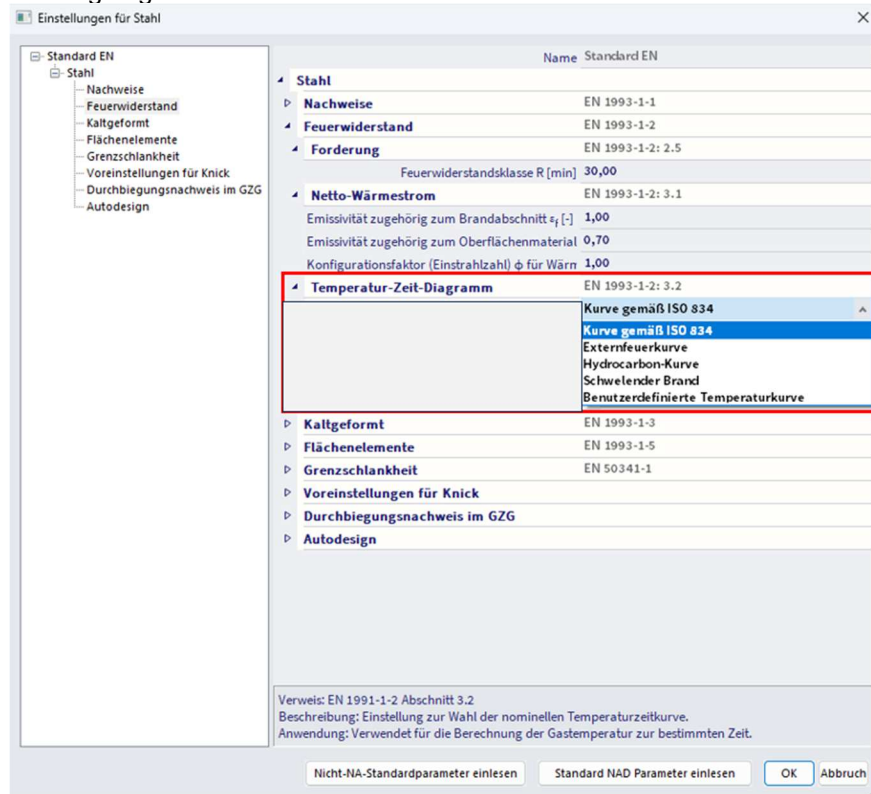 Einstellungen für Stahl
Standard EN
Stahl
Nachweise
Feuerwiderstand
Kaltgeformt
Flächenelemente
Grenzschlankheit
Voreinstellungen für Knick
Durchbiegungsnachweis im GZG
Autodesign
Name Standard EN
Stahl
Nachweise EN 1993-1-1
Feuerwiderstand EN 1993-1-2
Forderung EN 1993-1-2: 2.5
Feuerwiderstandsklasse R [min] 30,00
Netto-Wärmestrom EN 1993-1-2: 3.1
Emissivität zugehörig zum Brandabschnitt εf [-] 1,00
Emissivität zugehörig zum Oberflächenmaterial 0,70
Konfigurationsfaktor (Einstrahlzahl) ϕ für Wärm 1,00
Temperatur-Zeit-Diagramm EN 1993-1-2: 3.2
Kurve gemäß ISO 834
Kurve gemäß ISO 834
Externfeuerkurve
Hydrocarbon-Kurve
Schwelender Brand
Benutzerdefinierte Temperaturkurve
Kaltgeformt EN 1993-1-3
Flächenelemente EN 1993-1-5
Grenzschlankheit EN 50341-1
Voreinstellungen für Knick
Durchbiegungsnachweis im GZG
Autodesign
Verweis: EN 1991-1-2 Abschnitt 3.2
Beschreibung: Einstellung zur Wahl der nominellen Temperaturzeitkurve.
Anwendung: Verwendet für die Berechnung der Gastemperatur zur bestimmten Zeit.
Nicht-NA-Standardparameter einlesen Standard NAD Parameter einlesen OK Abbruch